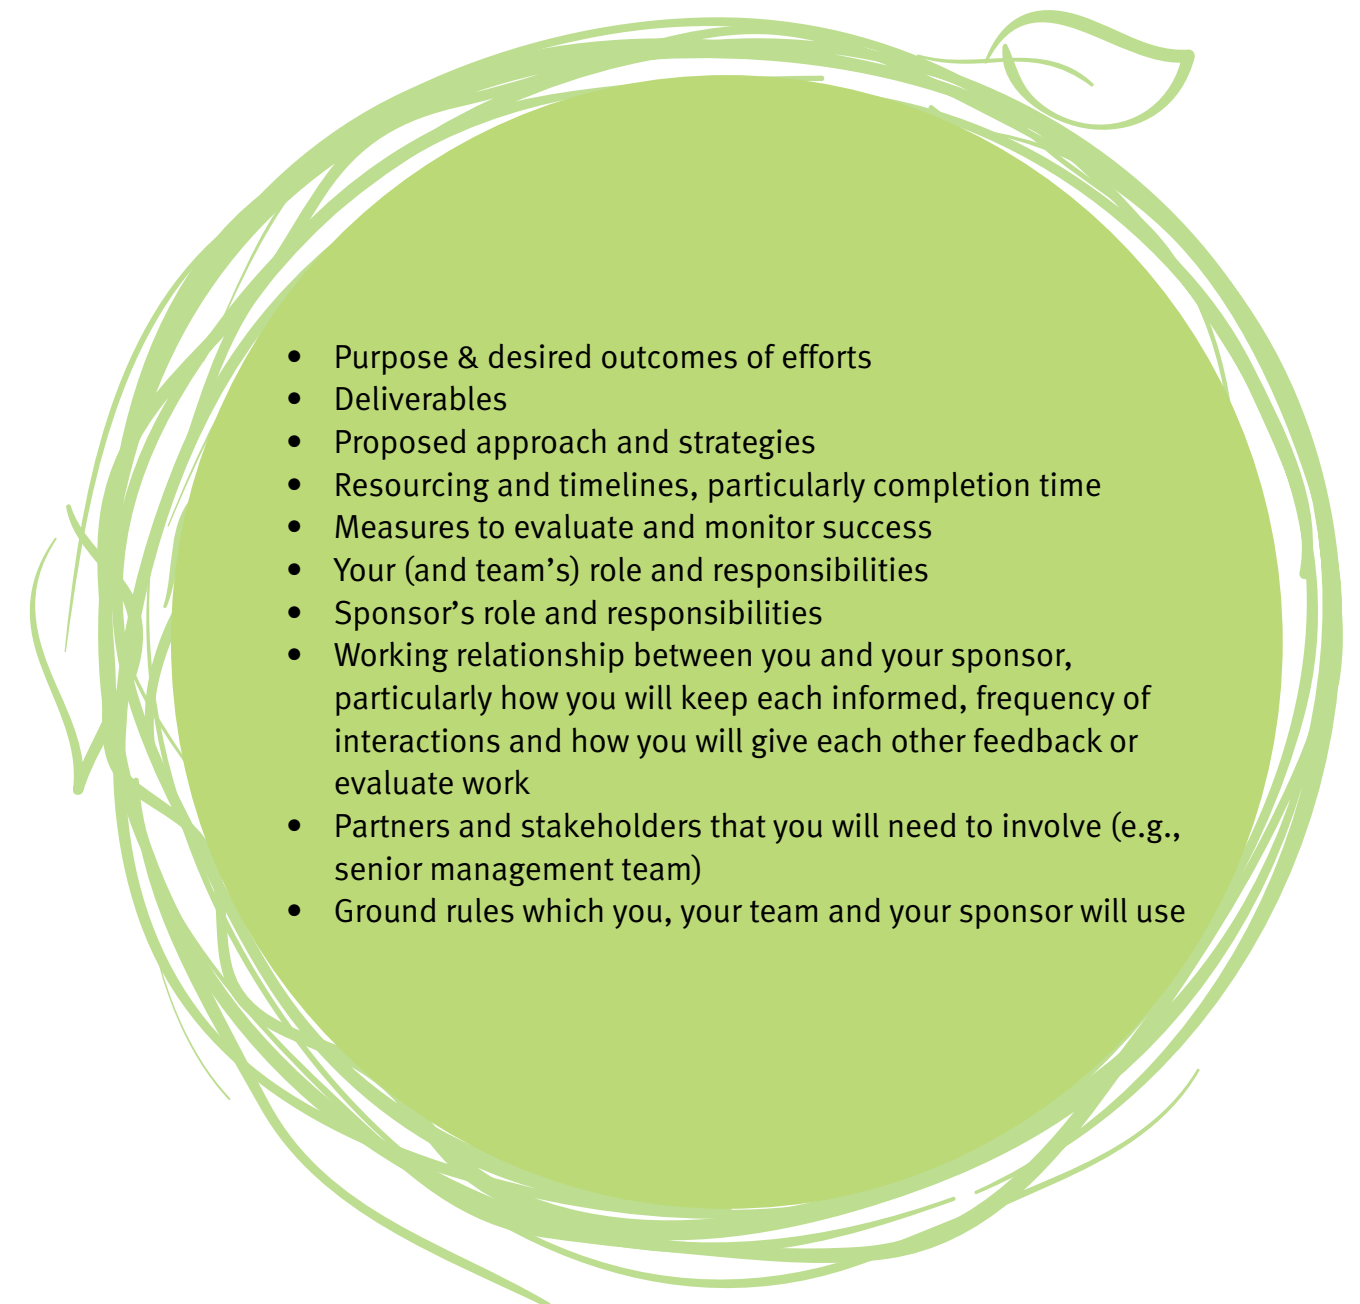 • Purpose & desired outcomes of efforts
• Deliverables
• Proposed approach and strategies
• Resourcing and timelines, particularly completion time
• Measures to evaluate and monitor success
• Your (and team’s) role and responsibilities
• Sponsor’s role and responsibilities
• Working relationship between you and your sponsor,
particularly how you will keep each informed, frequency of
interactions and how you will give each other feedback or
evaluate work
• Partners and stakeholders that you will need to involve (e.g.,
senior management team)
• Ground rules which you, your team and your sponsor will use